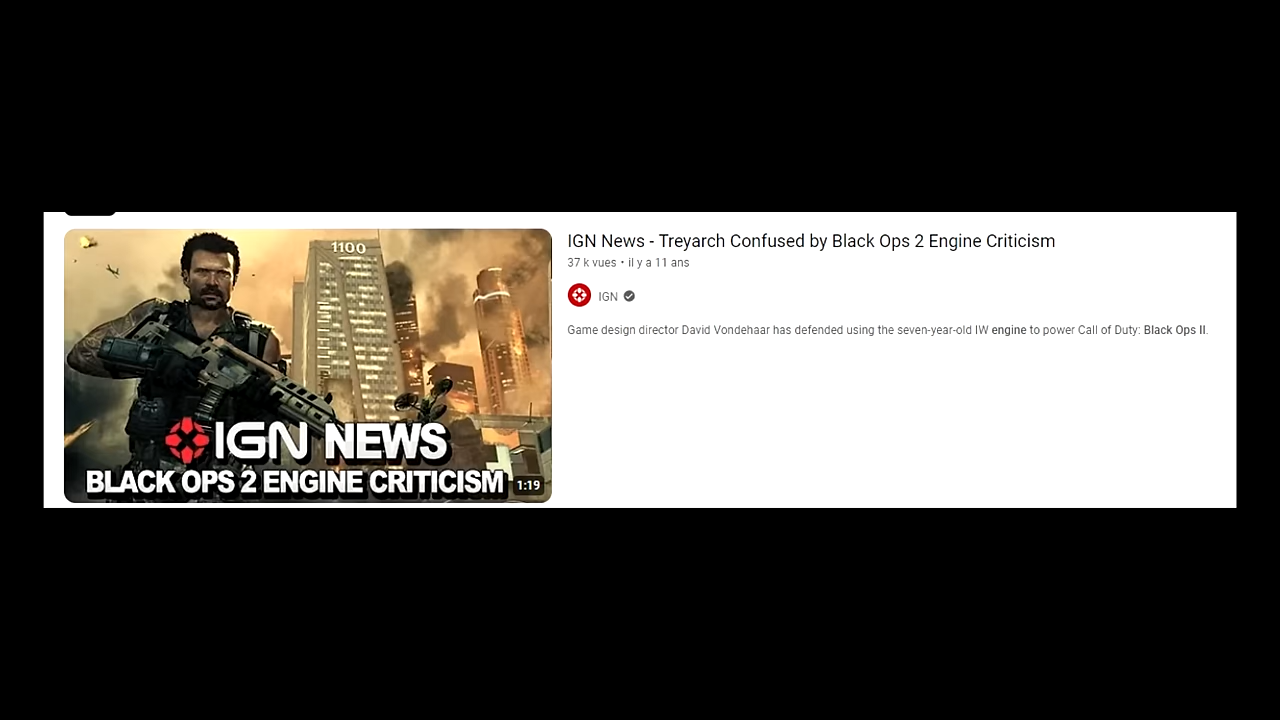 1100
IGN NEWS
BLACK OPS 2 ENGINE CRITICISM
1:19
IGN News - Treyarch Confused by Black Ops 2 Engine Criticism
37 k vues • il y a 11 ans
IGN
Game design director David Vondehaar has defended using the seven-year-old IW engine to power Call of Duty: Black Ops II.